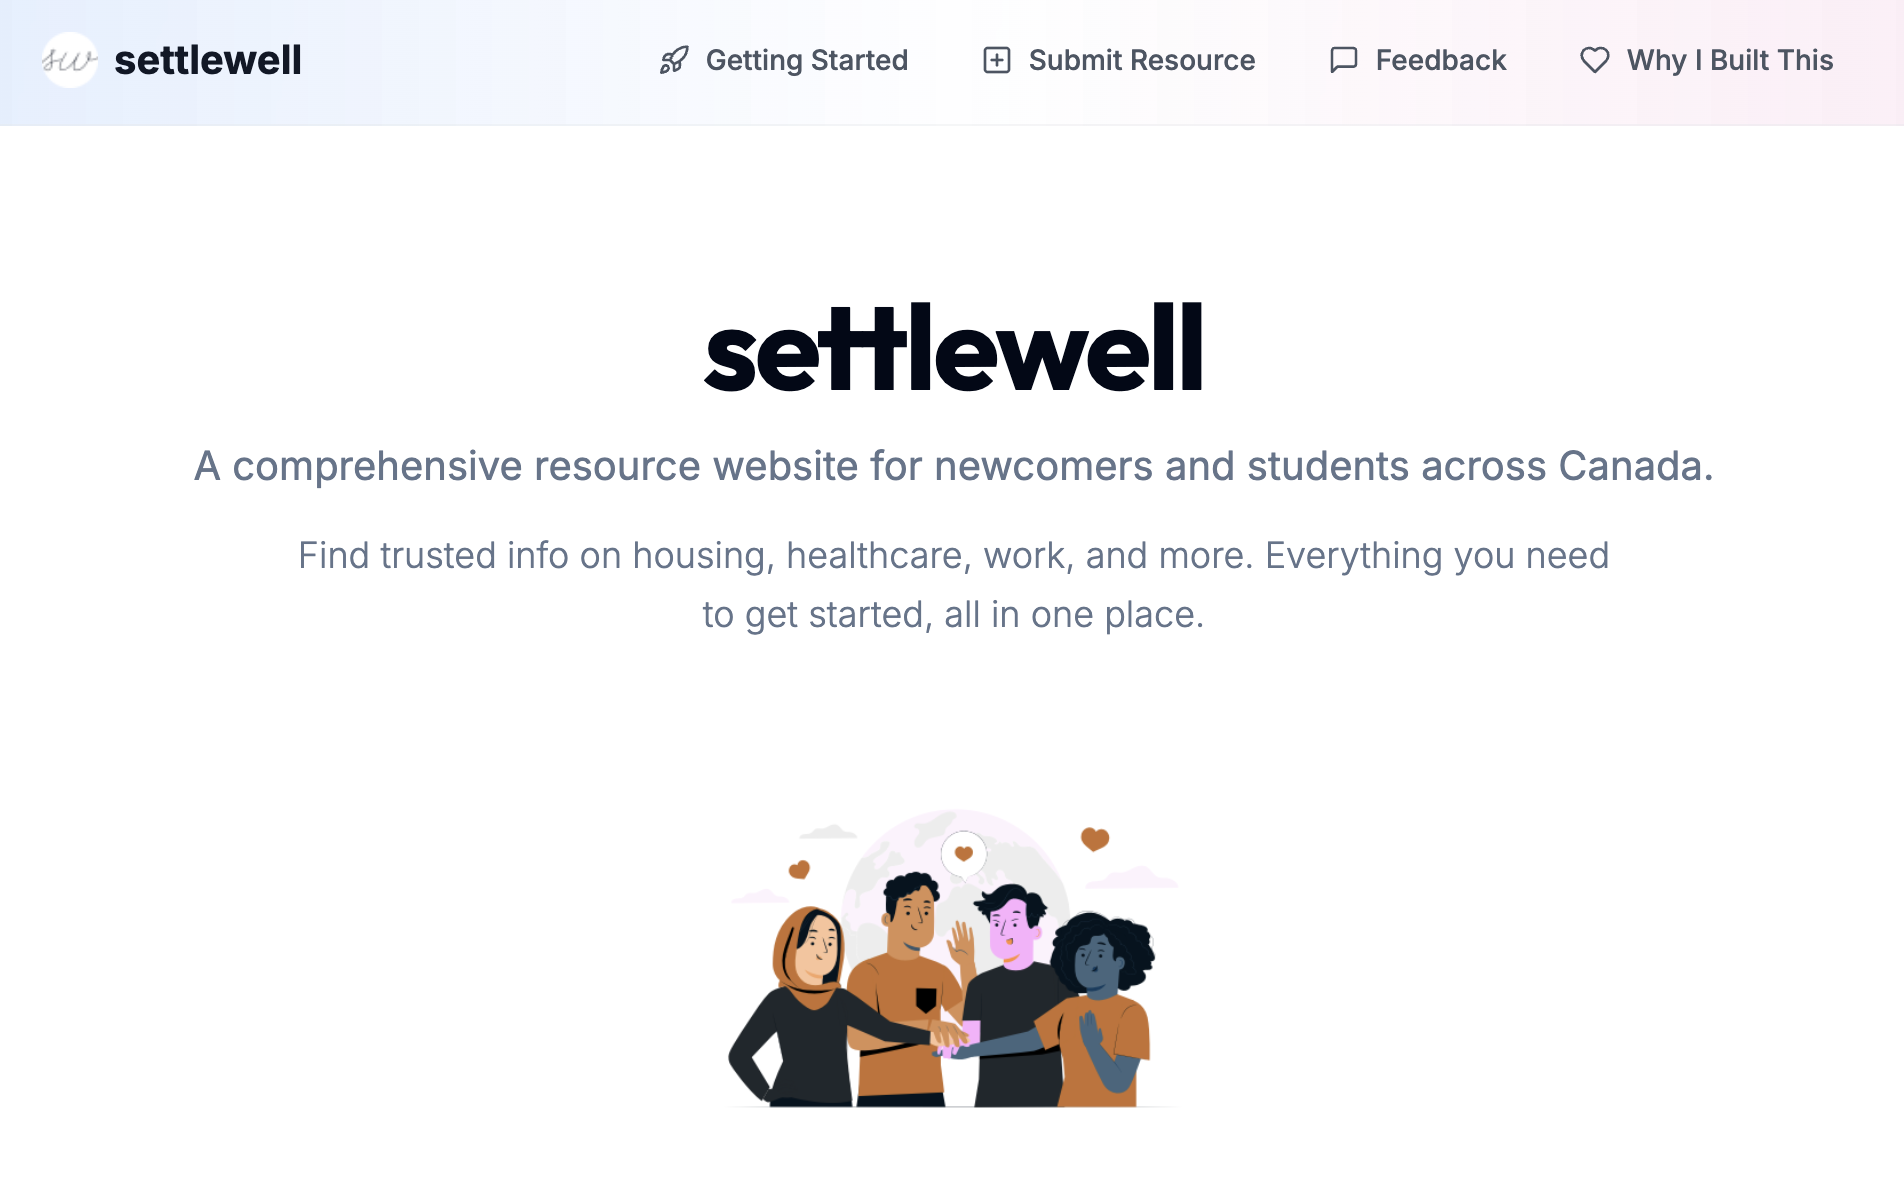 sw settlewell Getting Started Submit Resource Feedback Why I Built This
settlewell
A comprehensive resource website for newcomers and students across Canada.
Find trusted info on housing, healthcare, work, and more. Everything you need
to get started, all in one place.